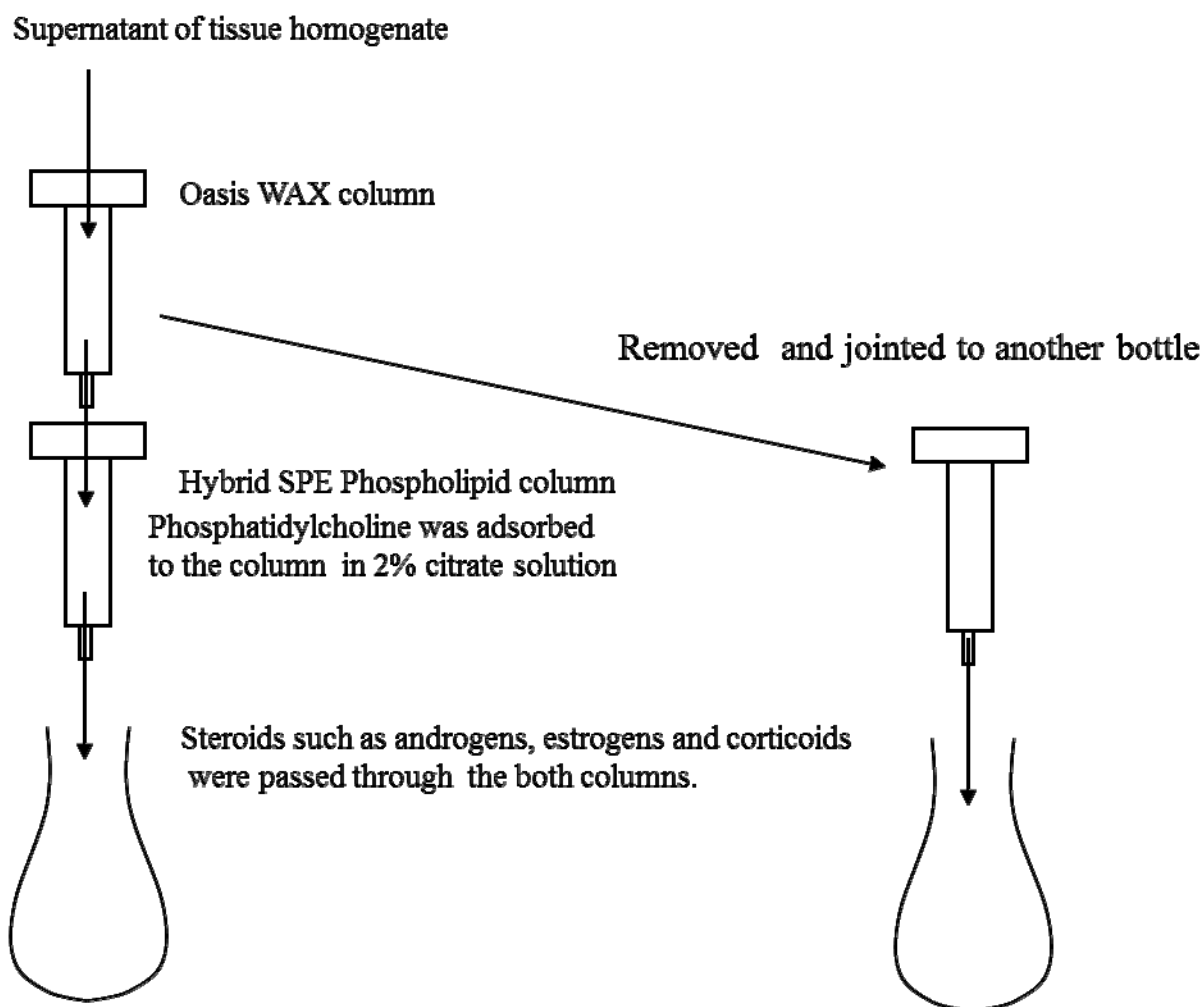 Supernatant of tissue homogenate
Oasis WAX column
Removed and jointed to another bottle
Hybrid SPE Phospholipid column
Phosphatidylcholine was adsorbed
to the column in 2% citrate solution
Steroids such as androgens, estrogens and corticoids
were passed through the both columns.